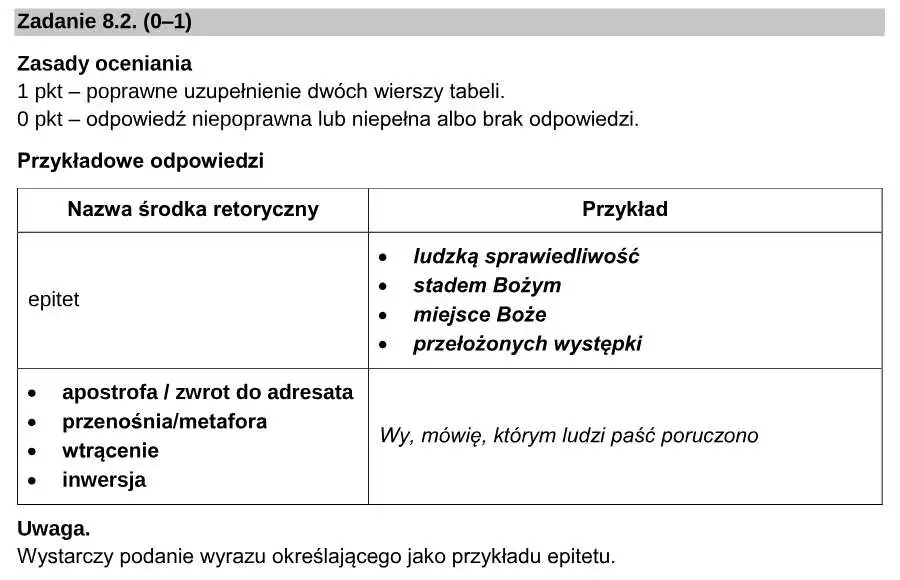 Zadanie 8.2. (0–1)
Zasady oceniania
1 pkt – poprawne uzupełnienie dwóch wierszy tabeli.
0 pkt – odpowiedź niepoprawna lub niepełna albo brak odpowiedzi.
Przykładowe odpowiedzi
Nazwa środka retoryczny
Przykład
epitet
• ludzką sprawiedliwość
• stadem Bożym
• miejsce Boże
• przełożonych występki
• apostrofa / zwrot do adresata
• przenośnia/metafora
• wtrącenie
• inwersja
Wy, mówię, którym ludzi paść poruczono
Uwaga.
Wystarczy podanie wyrazu określającego jako przykładu epitetu.